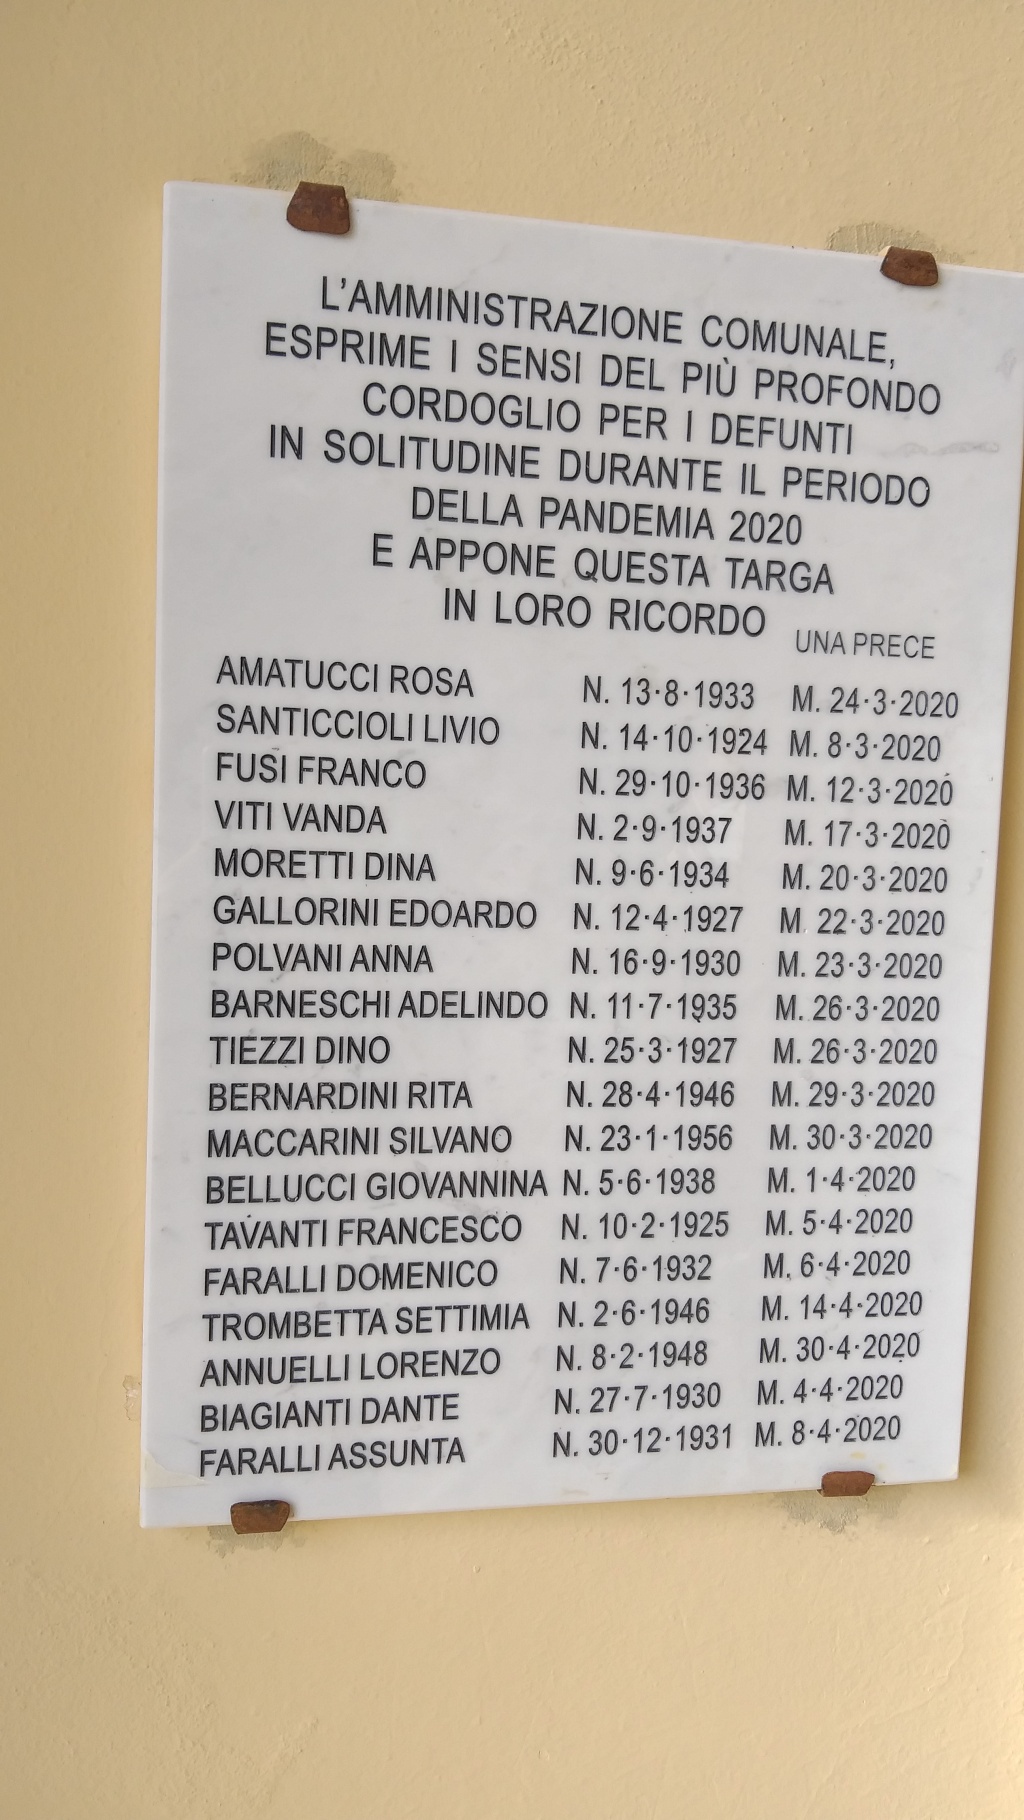 L'AMMINISTRAZIONE COMUNALE,
ESPRIME I SENSI DEL PIÙ PROFONDO
CORDOGLIO PER I DEFUNTI
IN SOLITUDINE DURANTE IL PERIODO
DELLA PANDEMIA 2020
E APPONE QUESTA TARGA
IN LORO RICORDO
UNA PRECE
AMATUCCI ROSA N. 13·8·1933 M. 24·3·2020
SANTICCIOLI LIVIO N. 14·10·1924 M. 8·3·2020
FUSI FRANCO N. 29·10·1936 M. 12·3·2020
VITI VANDA N. 2·9·1937 M. 17·3·2020
MORETTI DINA N. 9·6·1934 M. 20·3·2020
GALLORINI EDOARDO N. 12·4·1927 M. 22·3·2020
POLVANI ANNA N. 16·9·1930 M. 23·3·2020
BARNESCHI ADELINDO N. 11·7·1935 M. 26·3·2020
TIEZZI DINO N. 25·3·1927 M. 26·3·2020
BERNARDINI RITA N. 28·4·1946 M. 29·3·2020
MACCARINI SILVANO N. 23·1·1956 M. 30·3·2020
BELLUCCI GIOVANNINA N. 5·6·1938 M. 1·4·2020
TAVANTI FRANCESCO N. 10·2·1925 M. 5·4·2020
FARALLI DOMENICO N. 7·6·1932 M. 6·4·2020
TROMBETTA SETTIMIA N. 2·6·1946 M. 14·4·2020
ANNUELLI LORENZO N. 8·2·1948 M. 30·4·2020
BIAGIANTI DANTE N. 27·7·1930 M. 4·4·2020
FARALLI ASSUNTA N. 30·12·1931 M. 8·4·2020